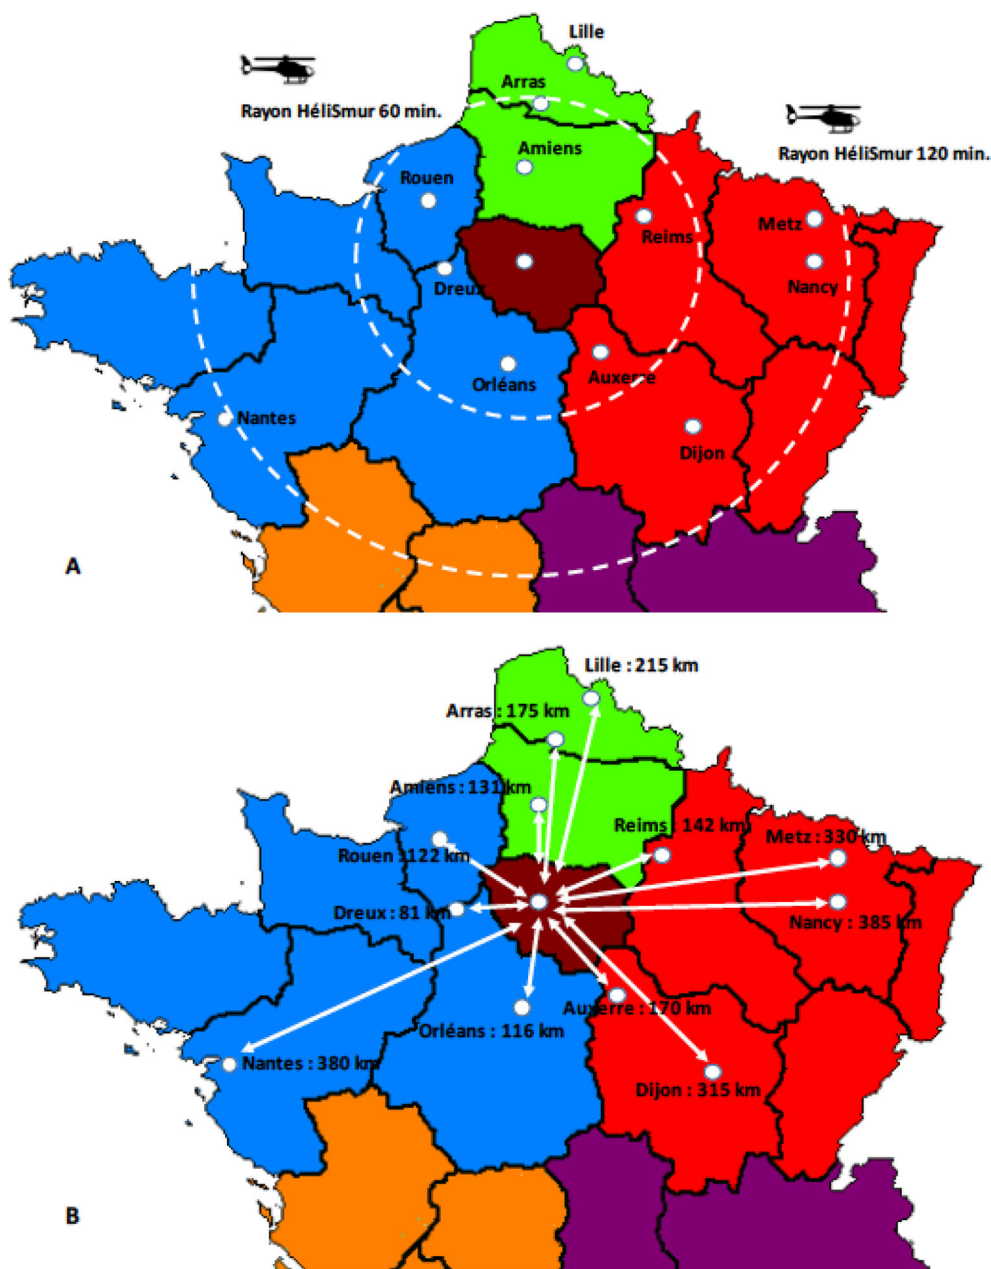 Lille
Arras
Rayon HéliSmur 60 min.
Rayon HéliSmur 120 min.
Amiens
Rouen
Metz
Reims
Dreux
Nancy
Orléans
Auxerre
Nantes
Dijon
A
Lille : 215 km
Arras : 175 km
Amiens : 131 km
Reims : 142 km
Metz : 330 km
Rouen : 122 km
Dreux : 81 km
Nancy : 385 km
Auxerre : 170 km
Orléans : 116 km
Nantes : 380 km
Dijon : 315 km
B